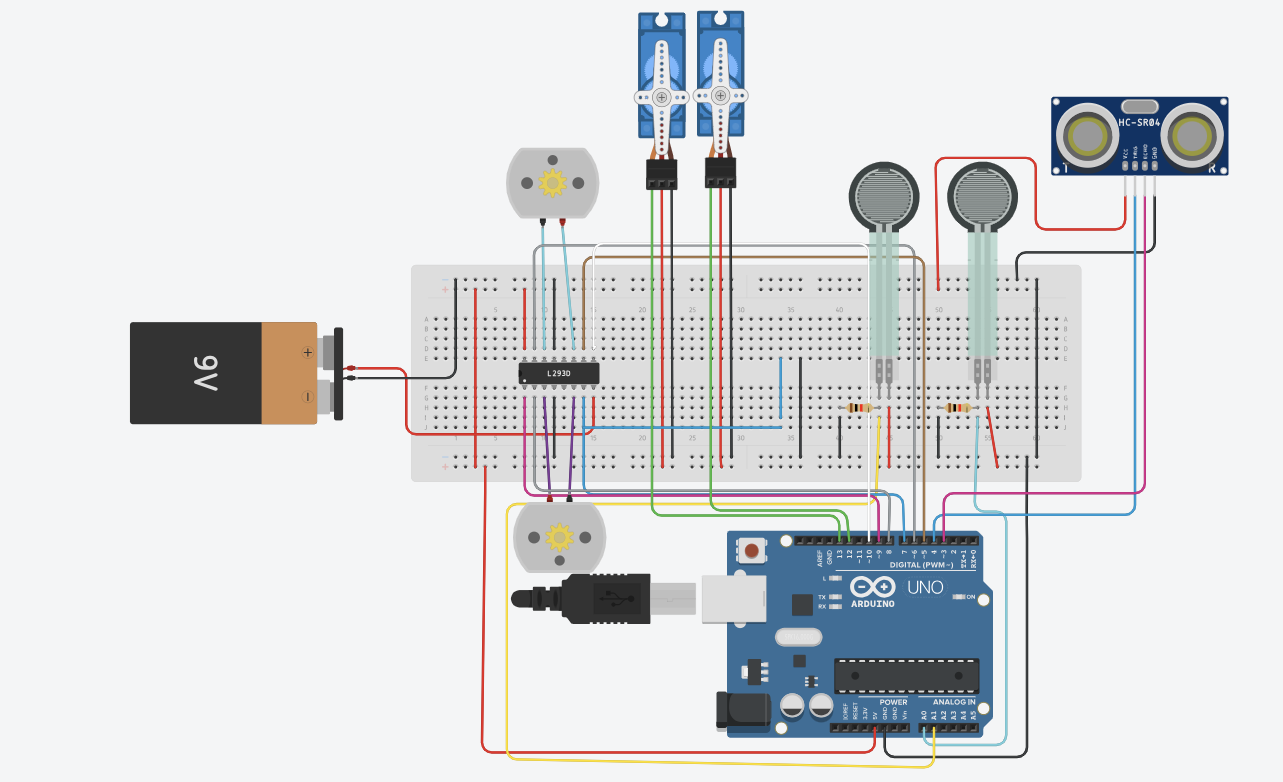 HC-SR04
VCC
TRIG
ECHO
GND
T
R
9V
+
−
L293D
A
B
C
D
E
F
G
H
I
J
1 5 10 15 20 25 30 35 40 45 50 55 60
AREF
GND
13
12
~11
~10
~9
8
7
~6
~5
4
~3
2
TX→1
RX←0
DIGITAL (PWM~)
L
TX
RX
ARDUINO
UNO
ON
POWER
ANALOG IN
IOREF
RESET
3.3V
5V
GND
GND
Vin
A0
A1
A2
A3
A4
A5